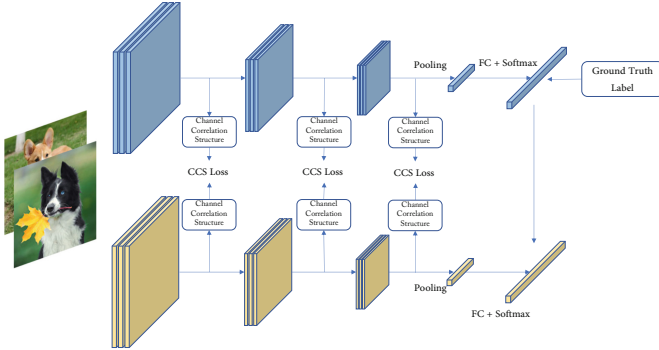 Pooling
FC + Softmax
Ground Truth
Label
Channel
Correlation
Structure
Channel
Correlation
Structure
Channel
Correlation
Structure
CCS Loss
CCS Loss
CCS Loss
Channel
Correlation
Structure
Channel
Correlation
Structure
Channel
Correlation
Structure
Pooling
FC + Softmax